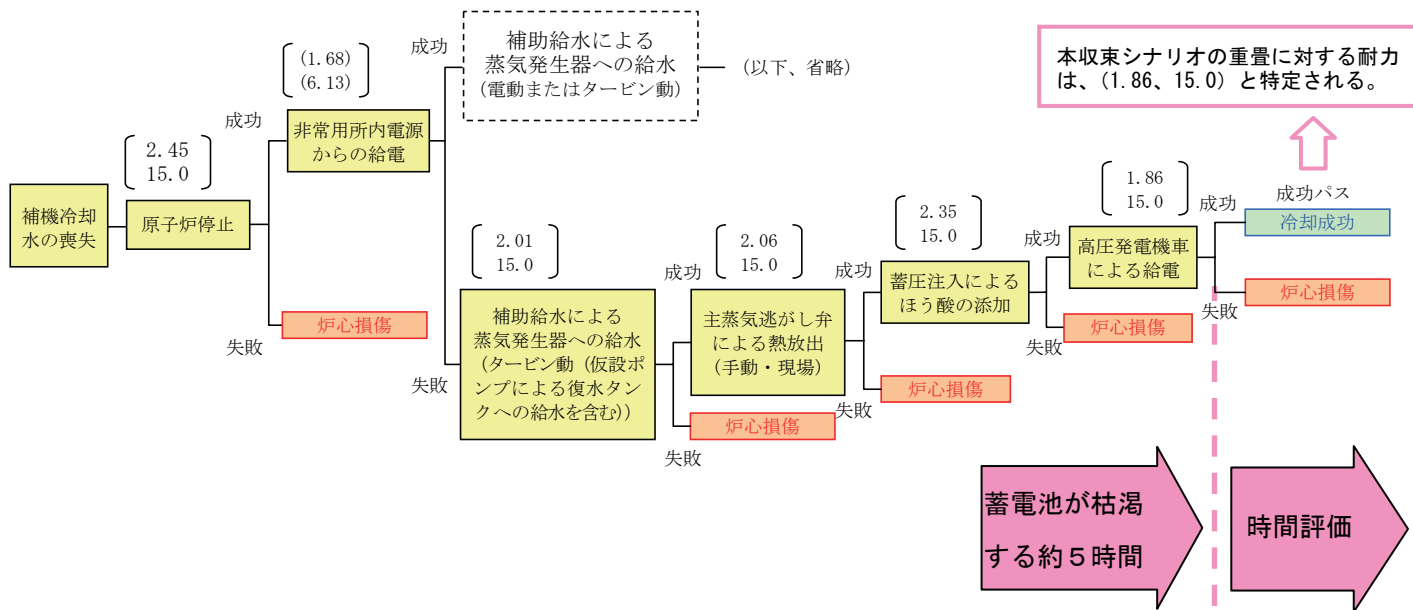 補助給水による
蒸気発生器への給水
(電動またはタービン動)
成功
(以下、省略)
本収束シナリオの重畳に対する耐力
は、(1.86、15.0) と特定される。
(1.68)
(6.13)
成功
非常用所内電源
からの給電
2.45
15.0
補機冷却
水の喪失
原子炉停止
失敗
炉心損傷
失敗
2.01
15.0
補助給水による
蒸気発生器への給水
(タービン動（仮設ポ
ンプによる復水タン
クへの給水を含む))
成功
2.06
15.0
主蒸気逃がし弁
による熱放出
(手動・現場)
失敗
炉心損傷
成功
2.35
15.0
蓄圧注入による
ほう酸の添加
失敗
炉心損傷
成功
1.86
15.0
高圧発電機車
による給電
失敗
炉心損傷
成功
成功パス
冷却成功
失敗
炉心損傷
蓄電池が枯渇
する約５時間
時間評価